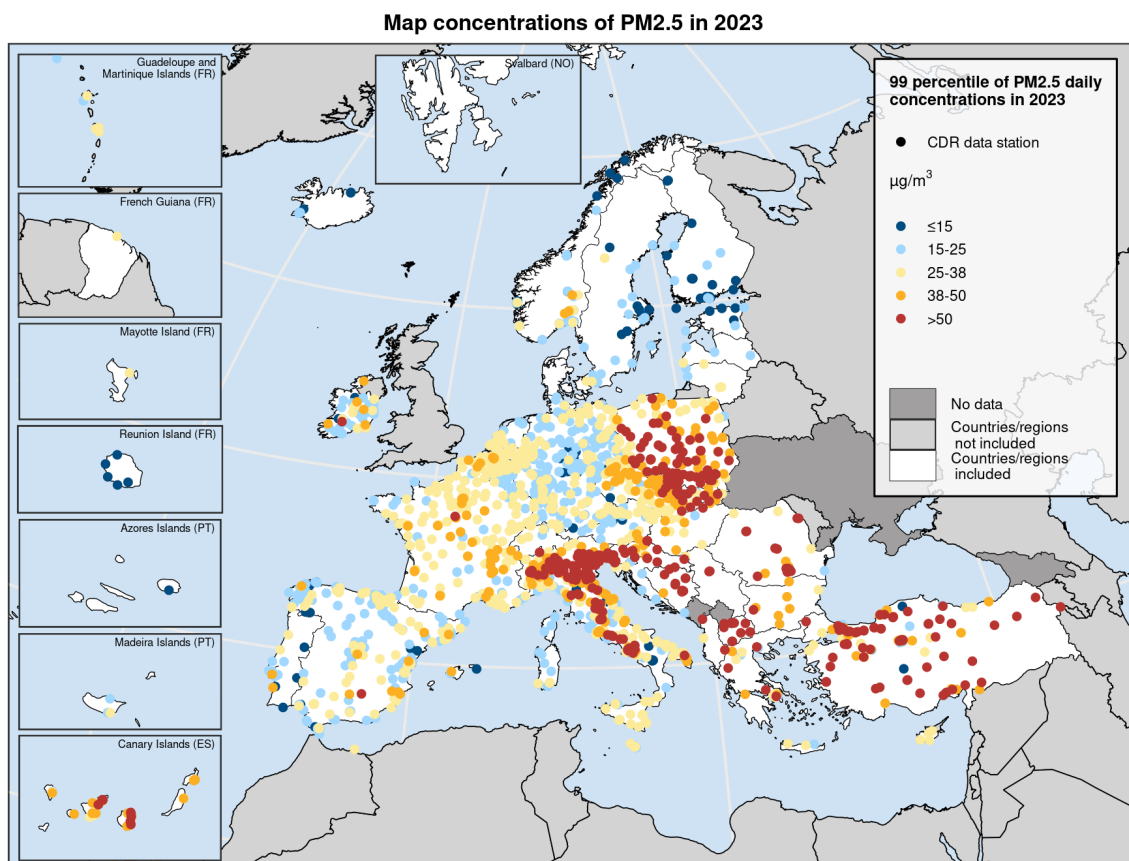 Map concentrations of PM2.5 in 2023
Guadeloupe and
Martinique Islands (FR)
Svalbard (NO)
99 percentile of PM2.5 daily
concentrations in 2023
CDR data station
µg/m³
≤15
15-25
25-38
38-50
>50
No data
Countries/regions
not included
Countries/regions
included
French Guiana (FR)
Mayotte Island (FR)
Reunion Island (FR)
Azores Islands (PT)
Madeira Islands (PT)
Canary Islands (ES)